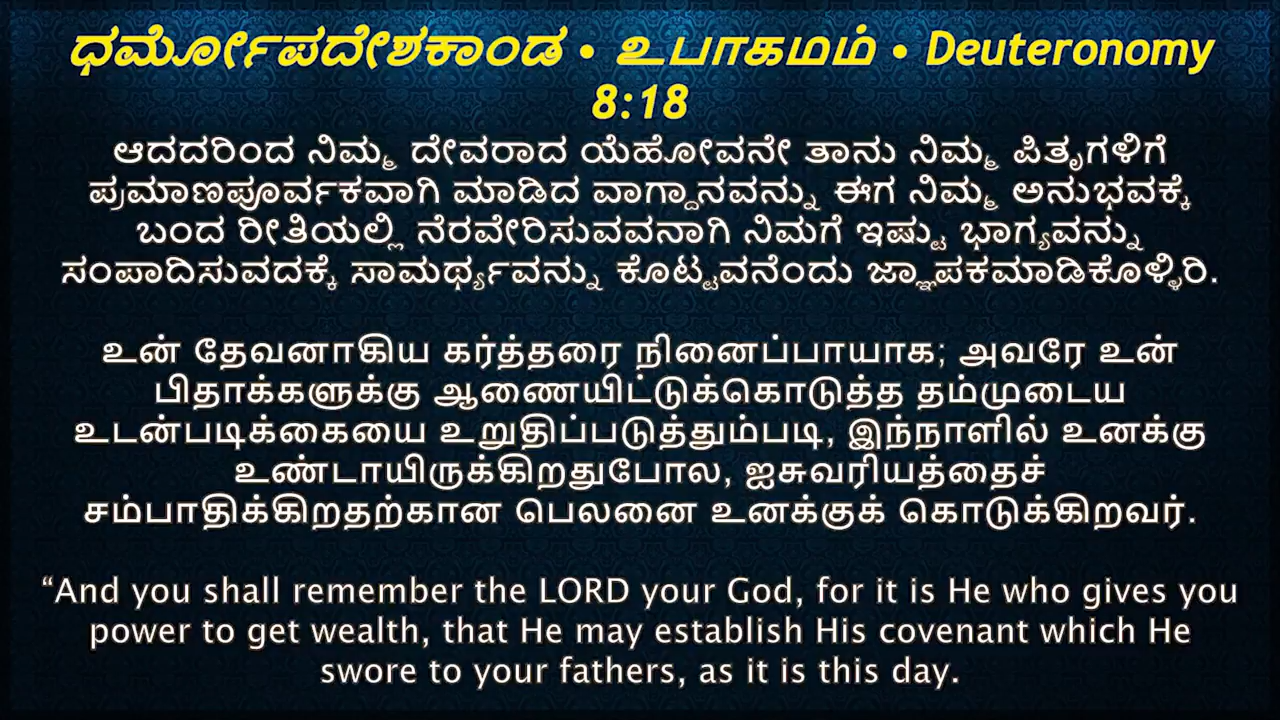 ಧರ್ಮೋಪದೇಶಕಾಂಡ • உபாகமம் • Deuteronomy
8:18
ಆದದರಿಂದ ನಿಮ್ಮ ದೇವರಾದ ಯೆಹೋವನೇ ತಾನು ನಿಮ್ಮ ಪಿತೃಗಳಿಗೆ
ಪ್ರಮಾಣಪೂರ್ವಕವಾಗಿ ಮಾಡಿದ ವಾಗ್ದಾನವನ್ನು ಈಗ ನಿಮ್ಮ ಅನುಭವಕ್ಕೆ
ಬಂದ ರೀತಿಯಲ್ಲಿ ನೆರವೇರಿಸುವವನಾಗಿ ನಿಮಗೆ ಇಷ್ಟು ಭಾಗ್ಯವನ್ನು
ಸಂಪಾದಿಸುವದಕ್ಕೆ ಸಾಮರ್ಥ್ಯವನ್ನು ಕೊಟ್ಟವನೆಂದು ಜ್ಞಾಪಕಮಾಡಿಕೊಳ್ಳಿರಿ.
உன் தேவனாகிய கர்த்தரை நினைப்பாயாக; அவரே உன்
பிதாக்களுக்கு ஆணையிட்டுக்கொடுத்த தம்முடைய
உடன்படிக்கையை உறுதிப்படுத்தும்படி, இந்நாளில் உனக்கு
உண்டாயிருக்கிறதுபோல, ஐசுவரியத்தைச்
சம்பாதிக்கிறதற்கான பெலனை உனக்குக் கொடுக்கிறவர்.
“And you shall remember the LORD your God, for it is He who gives you
power to get wealth, that He may establish His covenant which He
swore to your fathers, as it is this day.